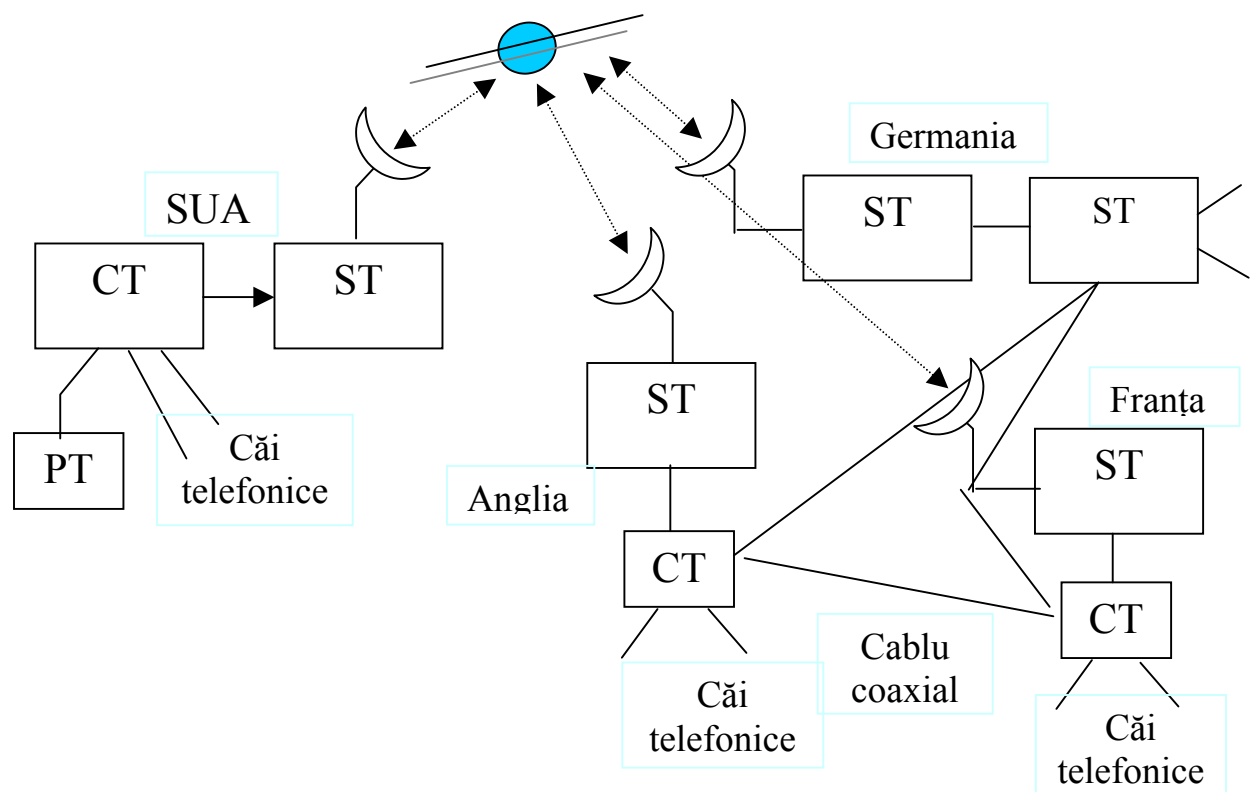 Germania
SUA
ST
ST
CT
ST
Franța
ST
ST
Căi
telefonice
PT
Anglia
CT
CT
Cablu
coaxial
Căi
telefonice
Căi
telefonice